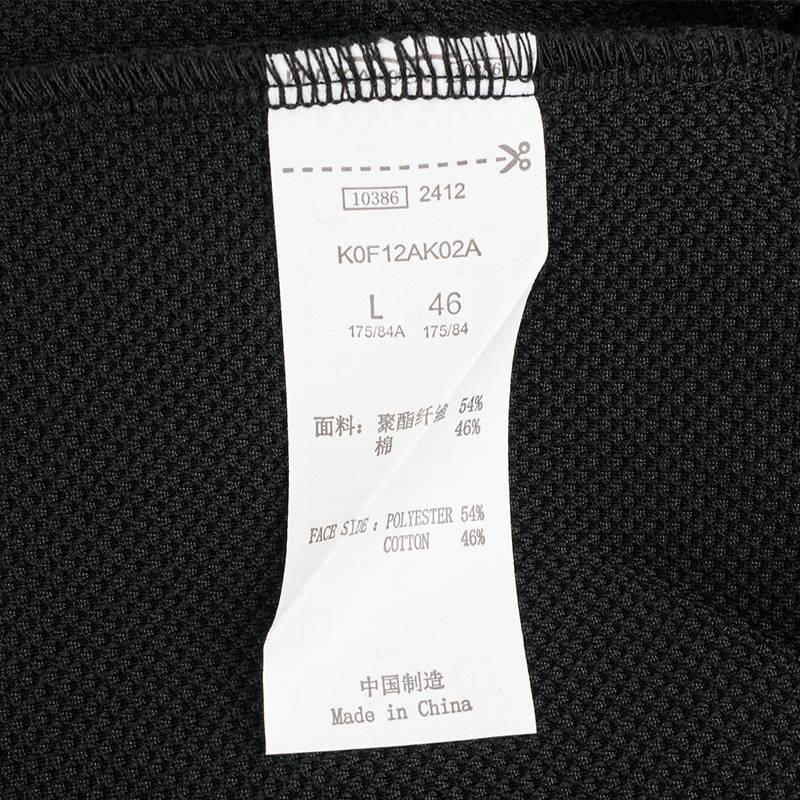 10386 2412
K0F12AK02A
L 46
175/84A 175/84
面料：聚酯纤维 54%
棉 46%
FACE SIDE : POLYESTER 54%
COTTON 46%
中国制造
Made in China